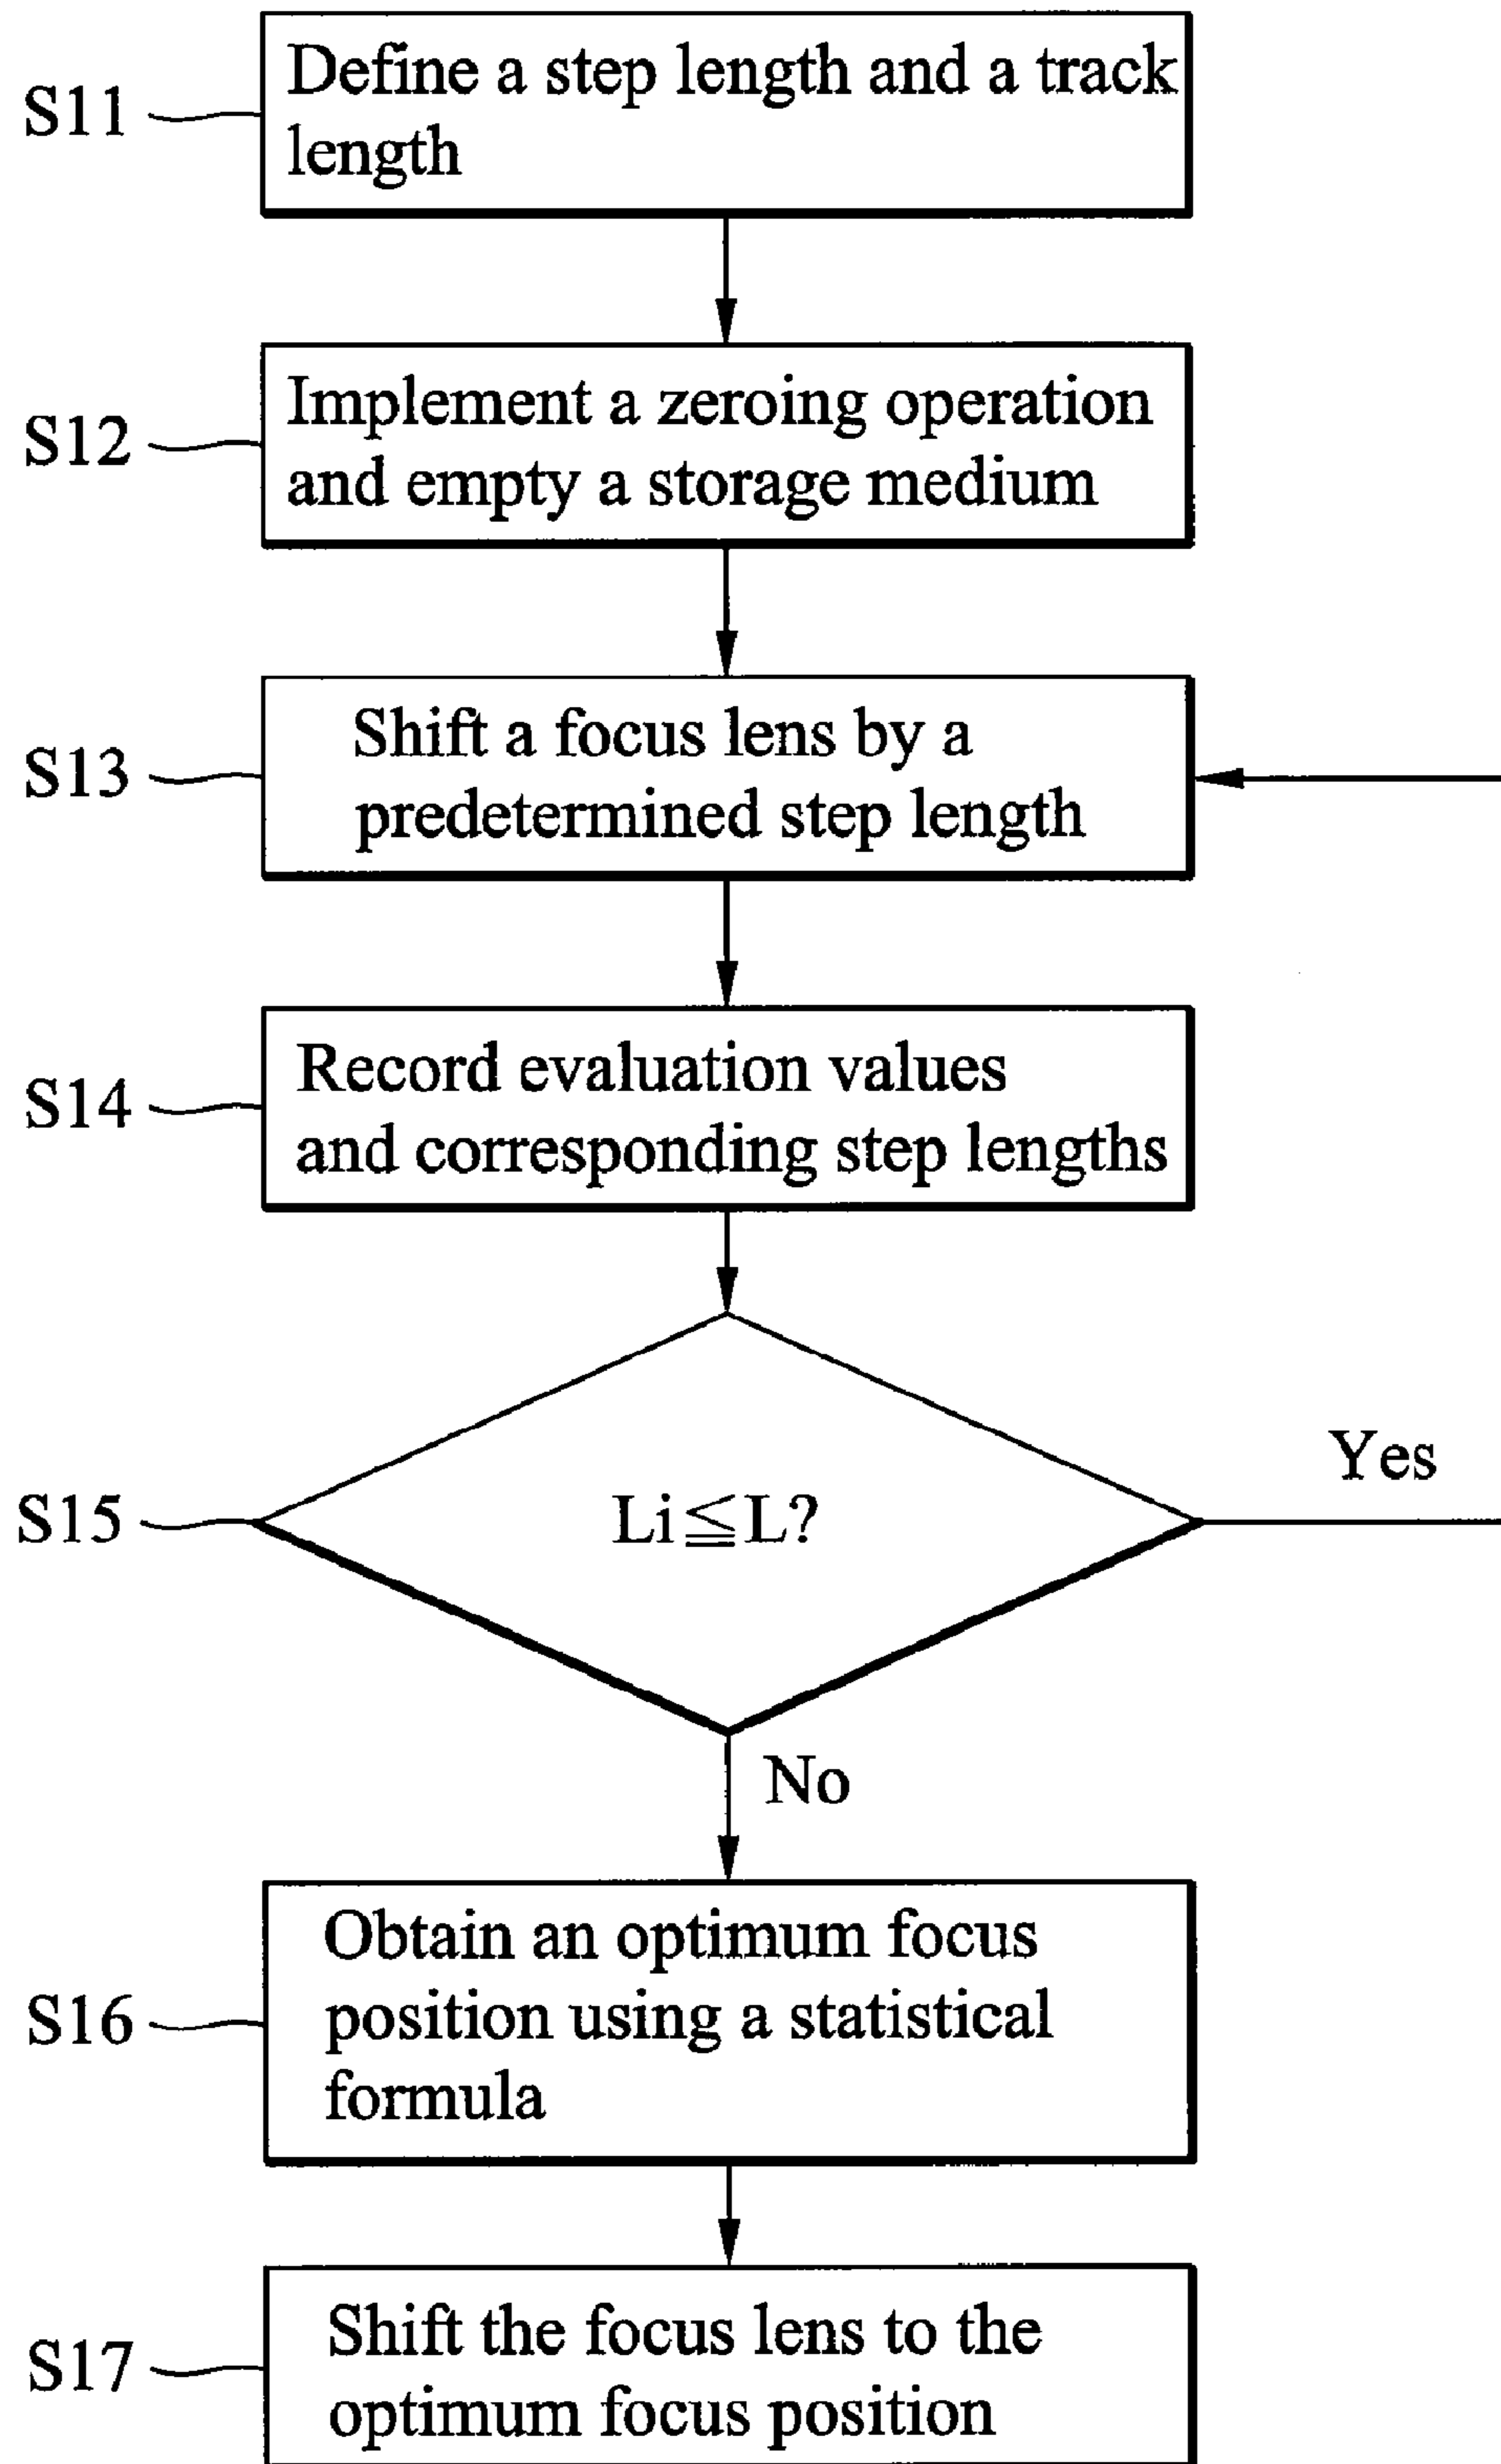 S11
Define a step length and a track
length
S12
Implement a zeroing operation
and empty a storage medium
S13
Shift a focus lens by a
predetermined step length
S14
Record evaluation values
and corresponding step lengths
S15
Li≦L?
Yes
No
S16
Obtain an optimum focus
position using a statistical
formula
S17
Shift the focus lens to the
optimum focus position